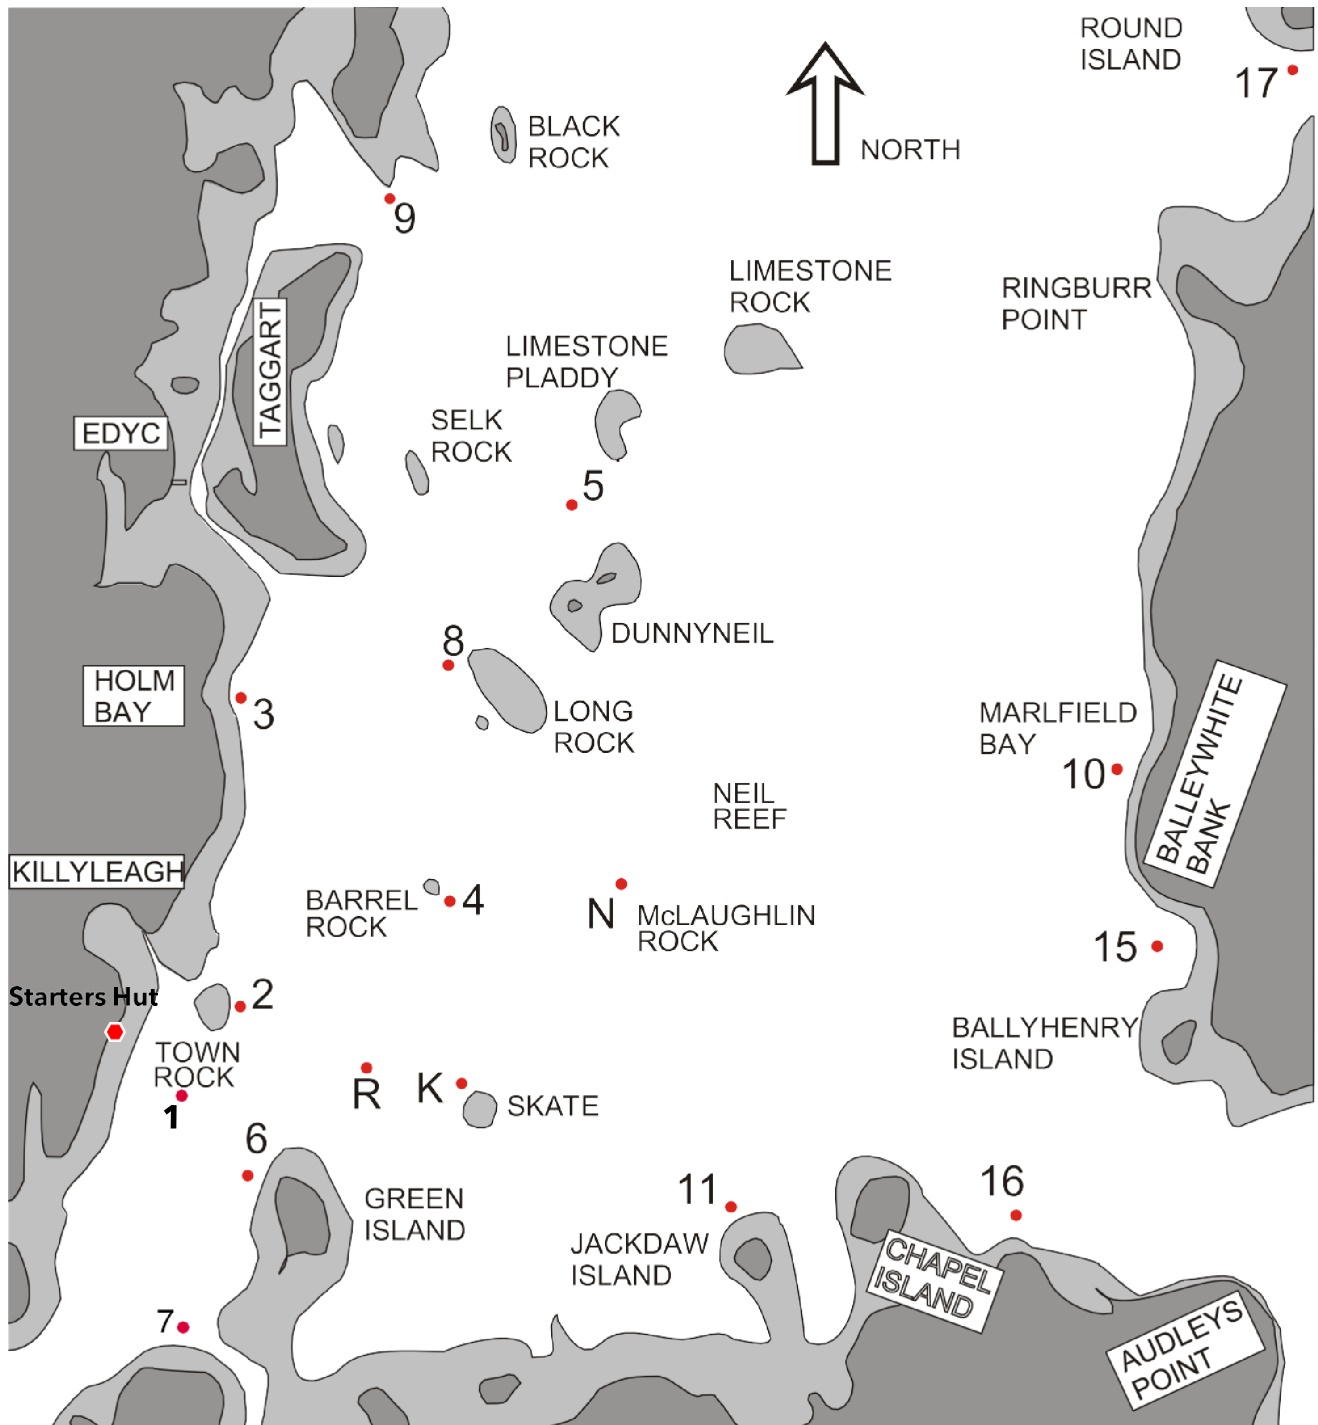 ROUND
ISLAND
17
BLACK
ROCK
NORTH
9
LIMESTONE
ROCK
RINGBURR
POINT
TAGGART
LIMESTONE
PLADDY
EDYC
SELK
ROCK
5
DUNNYNEIL
8
HOLM
BAY
3
LONG
ROCK
MARLFIELD
BAY
10
BALLEYWHITE
BANK
NEIL
REEF
KILLYLEAGH
BARREL
ROCK
4
N
McLAUGHLIN
ROCK
15
Starters Hut
2
BALLYHENRY
ISLAND
TOWN
ROCK
1
R
K
SKATE
6
GREEN
ISLAND
11
16
JACKDAW
ISLAND
CHAPEL
ISLAND
7
AUDLEYS
POINT